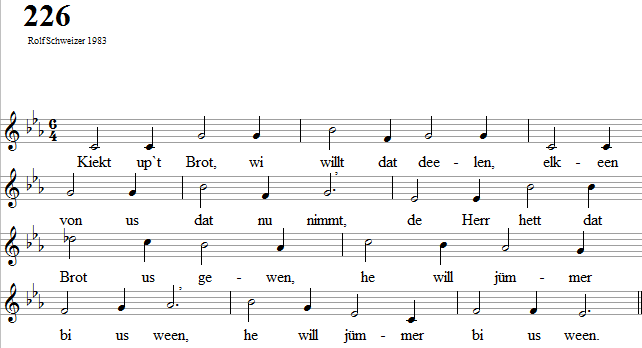 226
Rolf Schweizer 1983
6
4
Kiekt up`t Brot, wi willt dat dee - len, elk - een
von us dat nu nimmt, de Herr hett dat
Brot us ge - wen, he will jüm - mer
bi us ween, he will jüm - mer bi us ween.